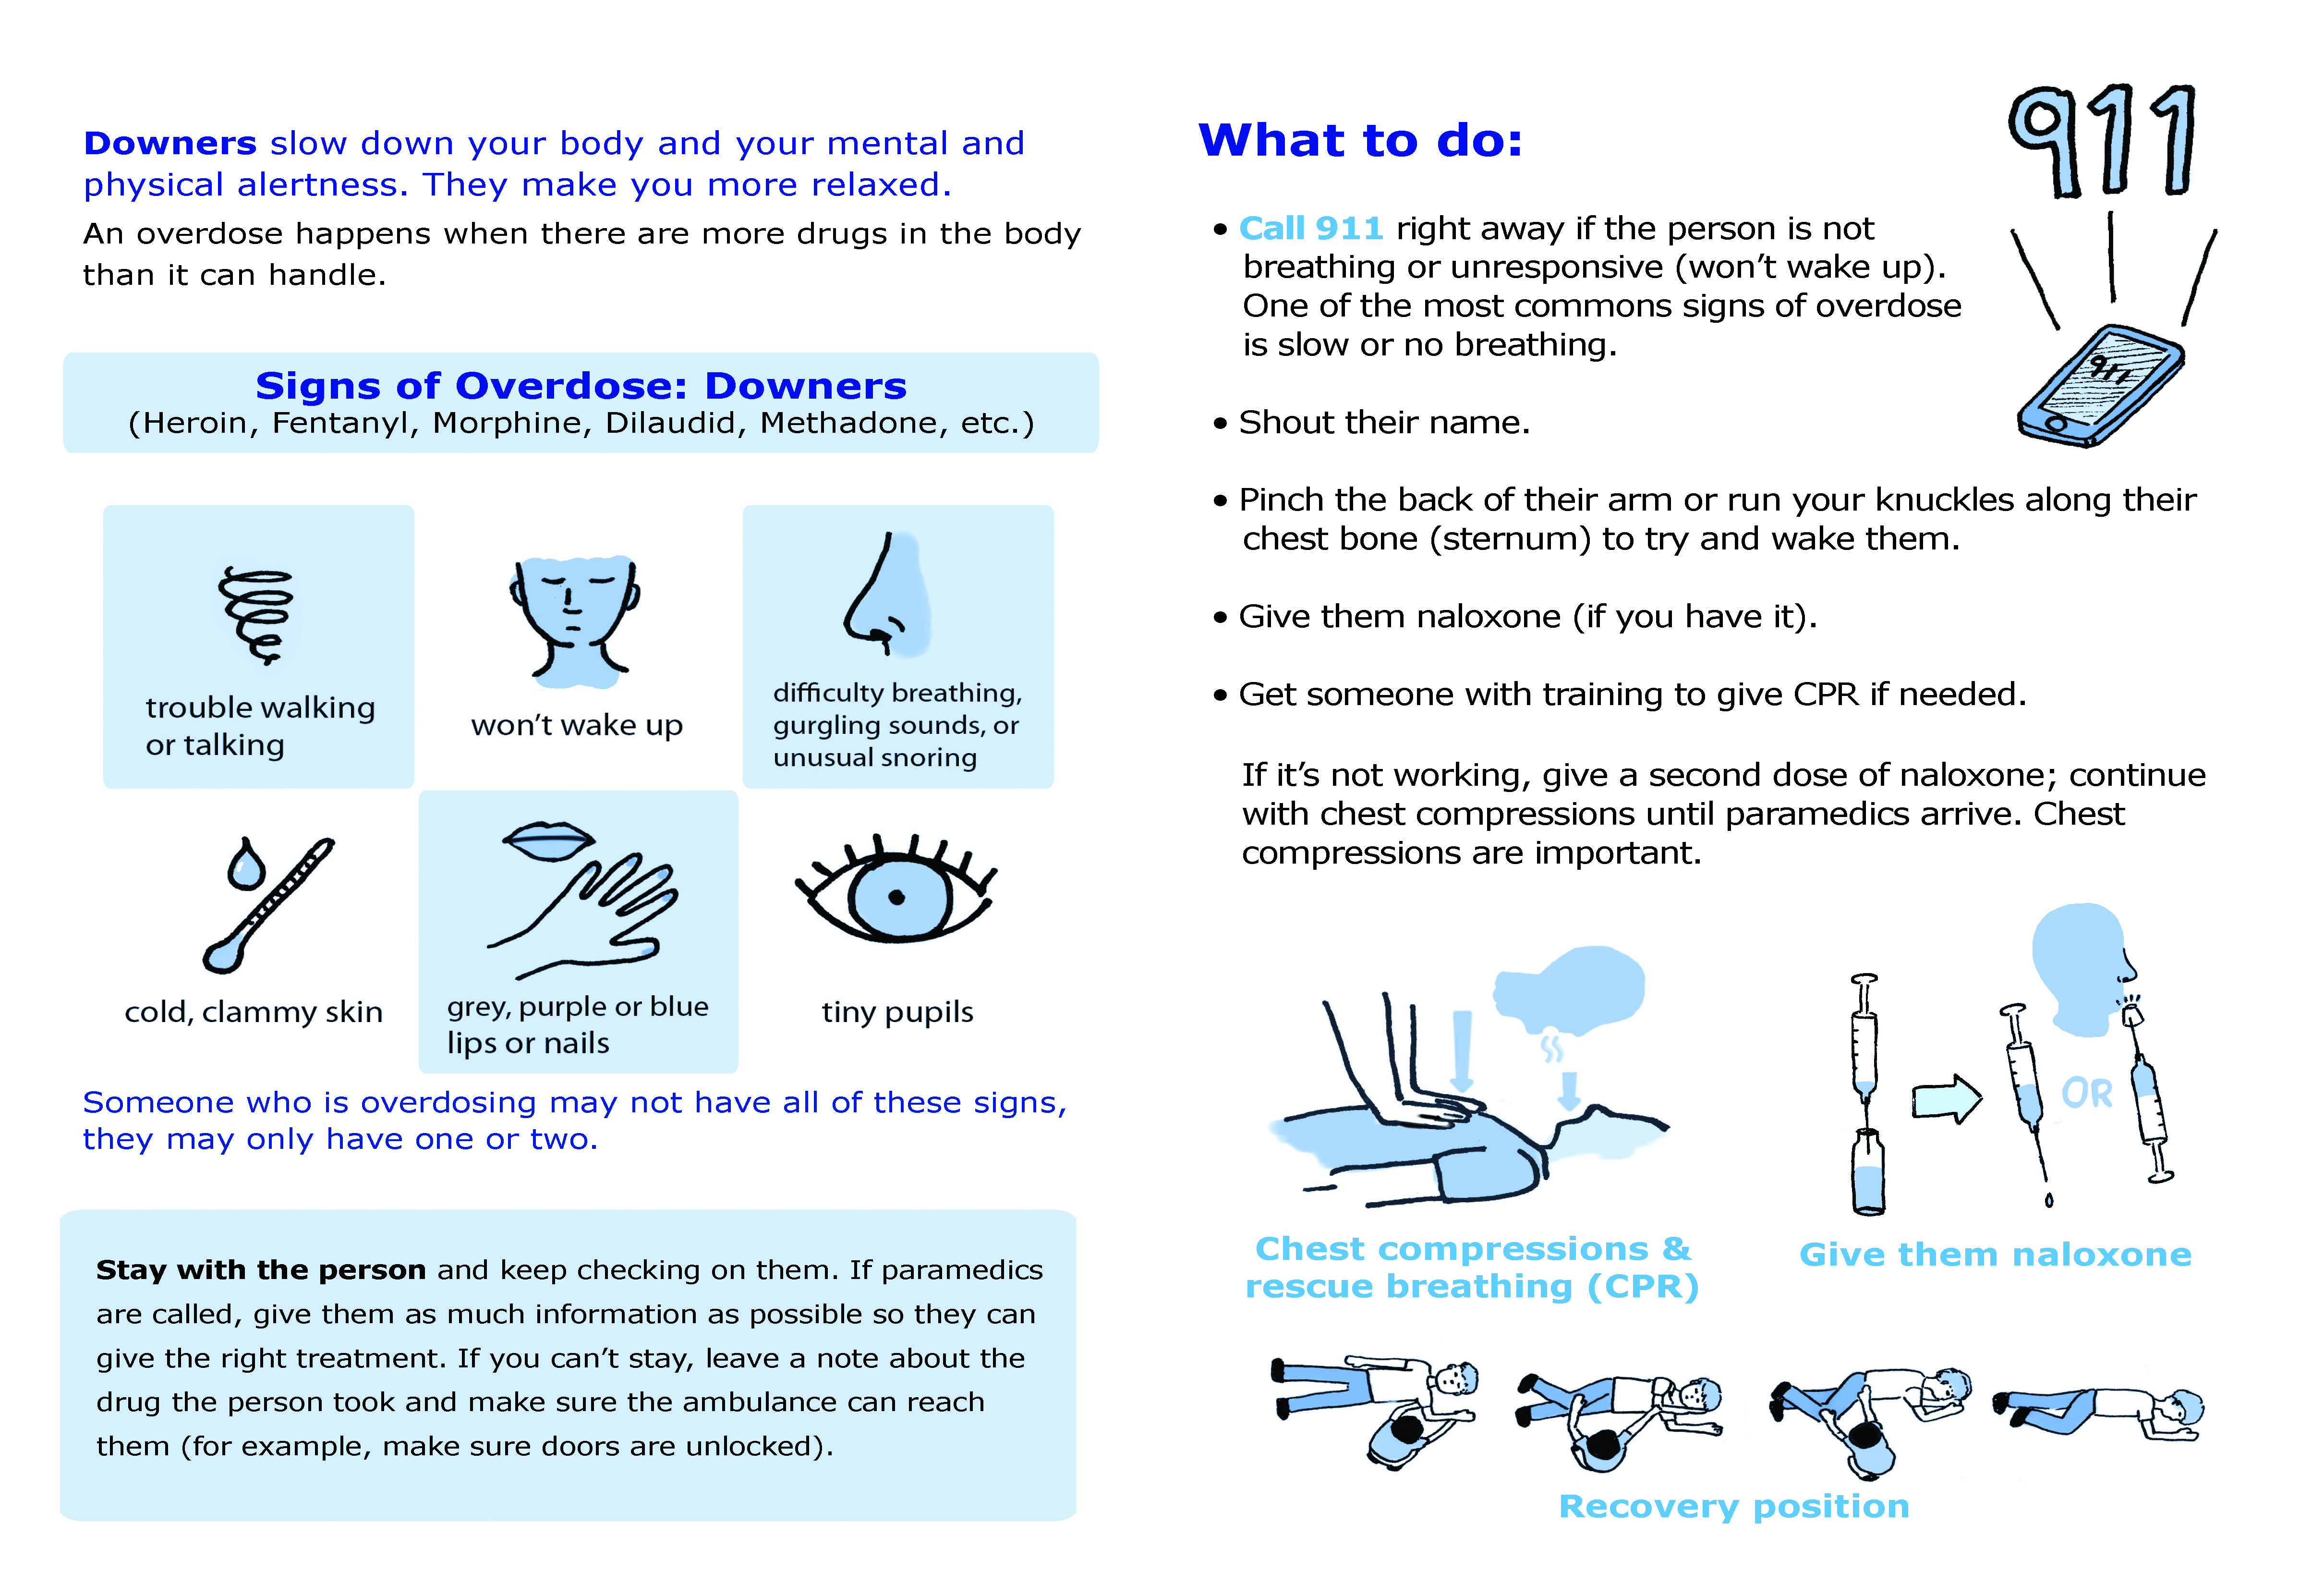 Downers slow down your body and your mental and
physical alertness. They make you more relaxed.
An overdose happens when there are more drugs in the body
than it can handle.
Signs of Overdose: Downers
(Heroin, Fentanyl, Morphine, Dilaudid, Methadone, etc.)
trouble walking
or talking
won't wake up
difficulty breathing,
gurgling sounds, or
unusual snoring
cold, clammy skin
grey, purple or blue
lips or nails
tiny pupils
Someone who is overdosing may not have all of these signs,
they may only have one or two.
Stay with the person and keep checking on them. If paramedics
are called, give them as much information as possible so they can
give the right treatment. If you can't stay, leave a note about the
drug the person took and make sure the ambulance can reach
them (for example, make sure doors are unlocked).
What to do:
911
911
• Call 911 right away if the person is not
breathing or unresponsive (won't wake up).
One of the most commons signs of overdose
is slow or no breathing.
• Shout their name.
• Pinch the back of their arm or run your knuckles along their
chest bone (sternum) to try and wake them.
• Give them naloxone (if you have it).
• Get someone with training to give CPR if needed.
If it's not working, give a second dose of naloxone; continue
with chest compressions until paramedics arrive. Chest
compressions are important.
Chest compressions &
rescue breathing (CPR)
OR
Give them naloxone
Recovery position